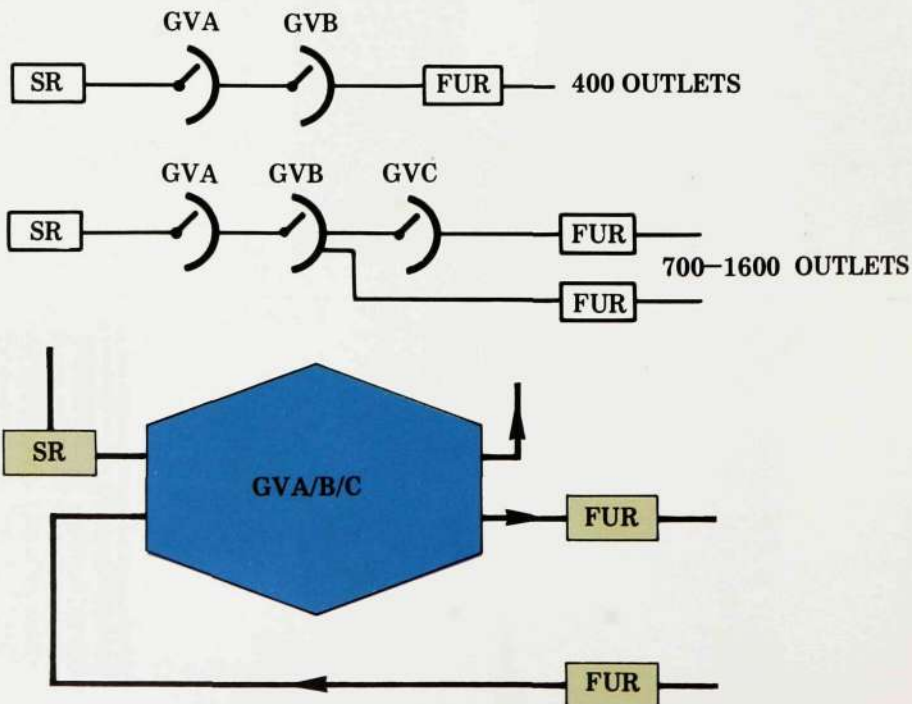 GVA GVB
SR FUR 400 OUTLETS
GVA GVB GVC
SR FUR
700–1600 OUTLETS
FUR
SR
GVA/B/C
FUR
FUR